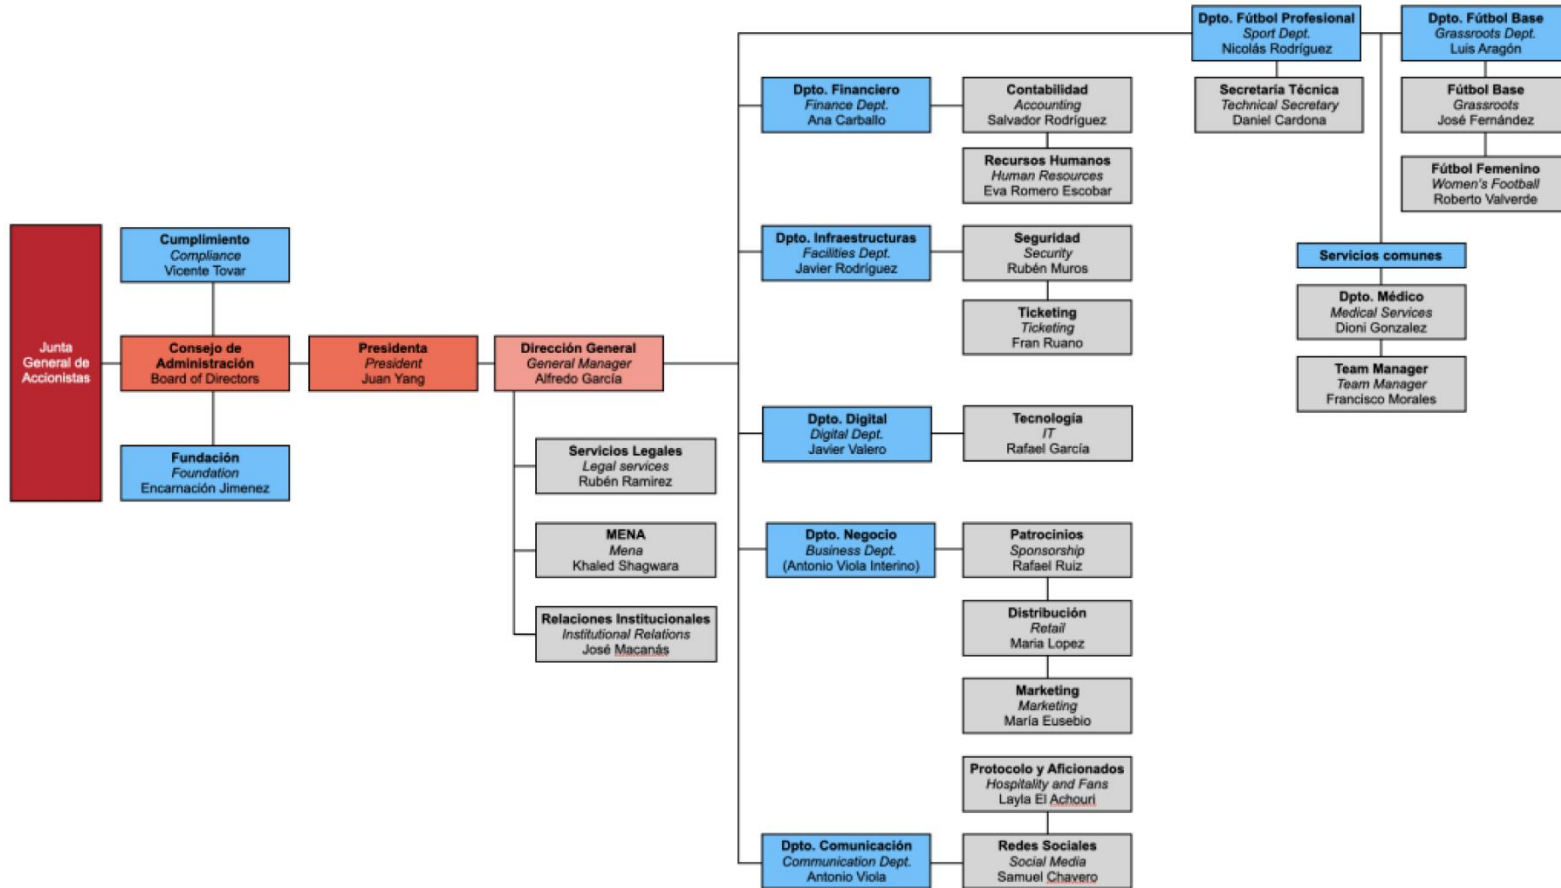 Junta
General de
Accionistas
Cumplimiento
Compliance
Vicente Tovar
Consejo de
Administración
Board of Directors
Fundación
Foundation
Encarnación Jimenez
Presidenta
President
Juan Yang
Dirección General
General Manager
Alfredo García
Servicios Legales
Legal services
Rubén Ramirez
MENA
Mena
Khaled Shagwara
Relaciones Institucionales
Institutional Relations
José Macanás
Dpto. Fútbol Profesional
Sport Dept.
Nicolás Rodríguez
Secretaría Técnica
Technical Secretary
Daniel Cardona
Dpto. Fútbol Base
Grassroots Dept.
Luis Aragón
Fútbol Base
Grassroots
José Fernández
Fútbol Femenino
Women's Football
Roberto Valverde
Servicios comunes
Dpto. Médico
Medical Services
Dioni Gonzalez
Team Manager
Team Manager
Francisco Morales
Dpto. Financiero
Finance Dept.
Ana Carballo
Contabilidad
Accounting
Salvador Rodríguez
Recursos Humanos
Human Resources
Eva Romero Escobar
Dpto. Infraestructuras
Facilities Dept.
Javier Rodríguez
Seguridad
Security
Rubén Muros
Ticketing
Ticketing
Fran Ruano
Dpto. Digital
Digital Dept.
Javier Valero
Tecnología
IT
Rafael García
Dpto. Negocio
Business Dept.
(Antonio Viola Interino)
Patrocinios
Sponsorship
Rafael Ruiz
Distribución
Retail
Maria Lopez
Marketing
Marketing
María Eusebio
Protocolo y Aficionados
Hospitality and Fans
Layla El Achouri
Dpto. Comunicación
Communication Dept.
Antonio Viola
Redes Sociales
Social Media
Samuel Chavero